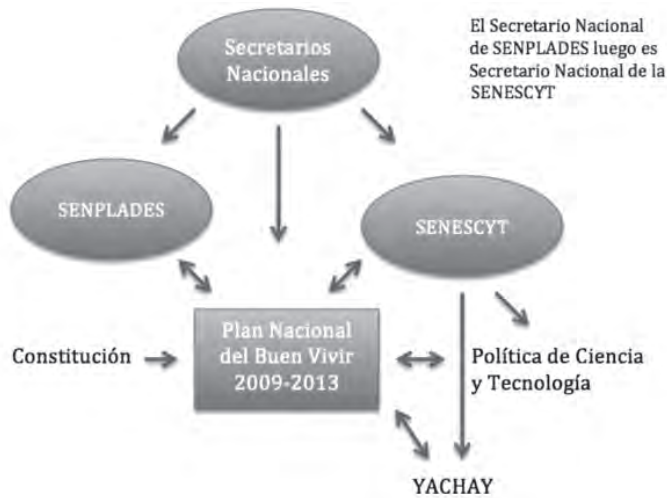 Secretarios
Nacionales
El Secretario Nacional
de SENPLADES luego es
Secretario Nacional de la
SENESCYT
SENPLADES
SENESCYT
Plan Nacional
del Buen Vivir
2009-2013
Constitución
Política de Ciencia
y Tecnología
YACHAY